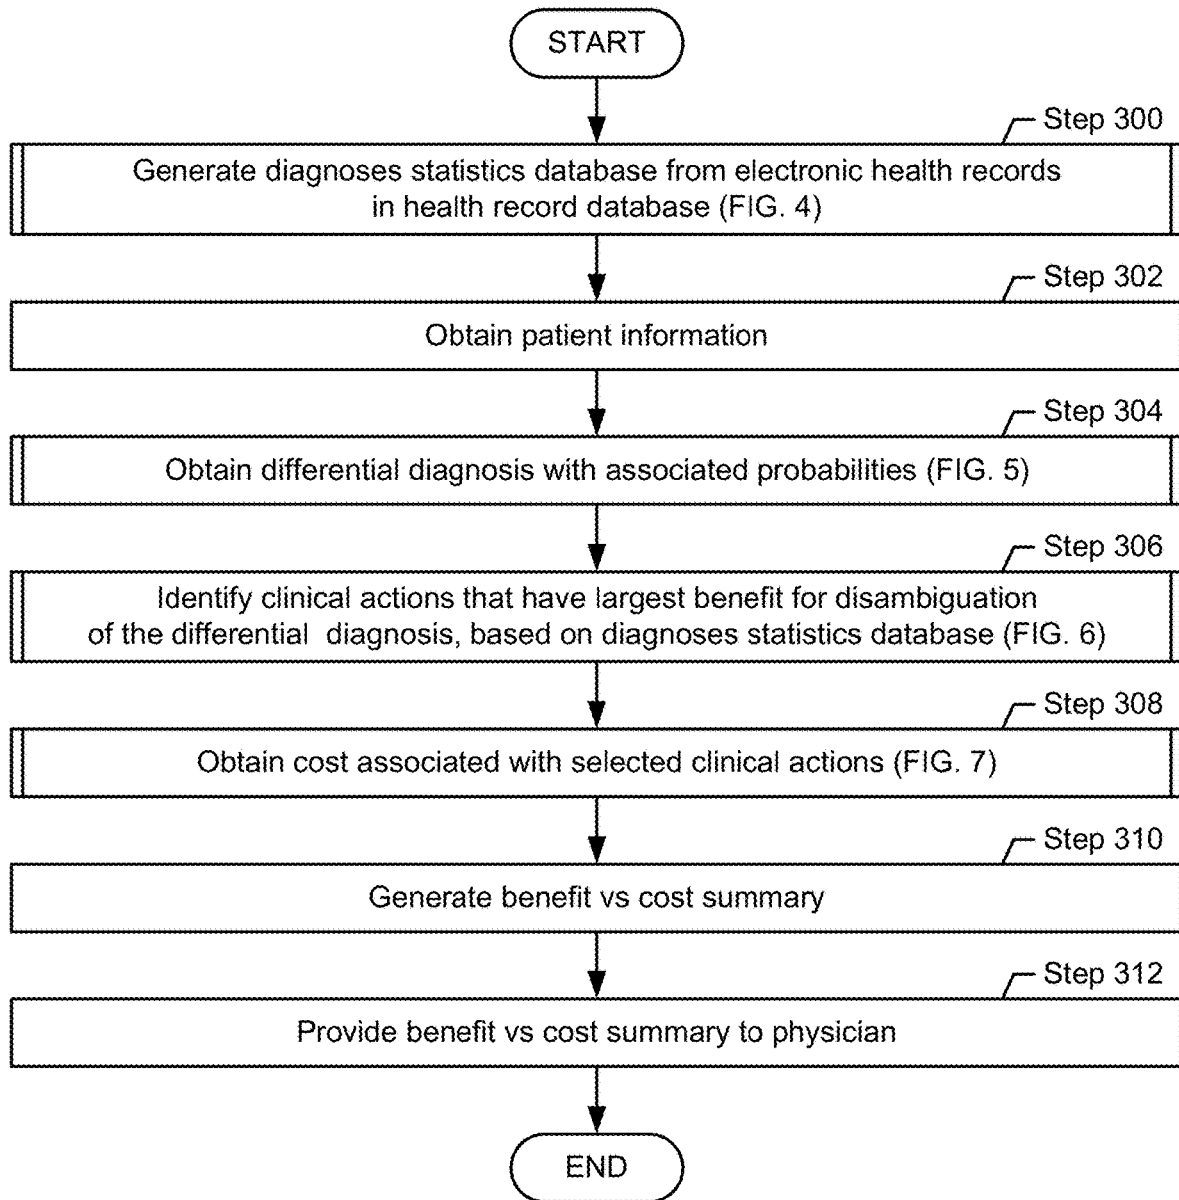 START
Step 300
Generate diagnoses statistics database from electronic health records
in health record database (FIG. 4)
Step 302
Obtain patient information
Step 304
Obtain differential diagnosis with associated probabilities (FIG. 5)
Step 306
Identify clinical actions that have largest benefit for disambiguation
of the differential diagnosis, based on diagnoses statistics database (FIG. 6)
Step 308
Obtain cost associated with selected clinical actions (FIG. 7)
Step 310
Generate benefit vs cost summary
Step 312
Provide benefit vs cost summary to physician
END